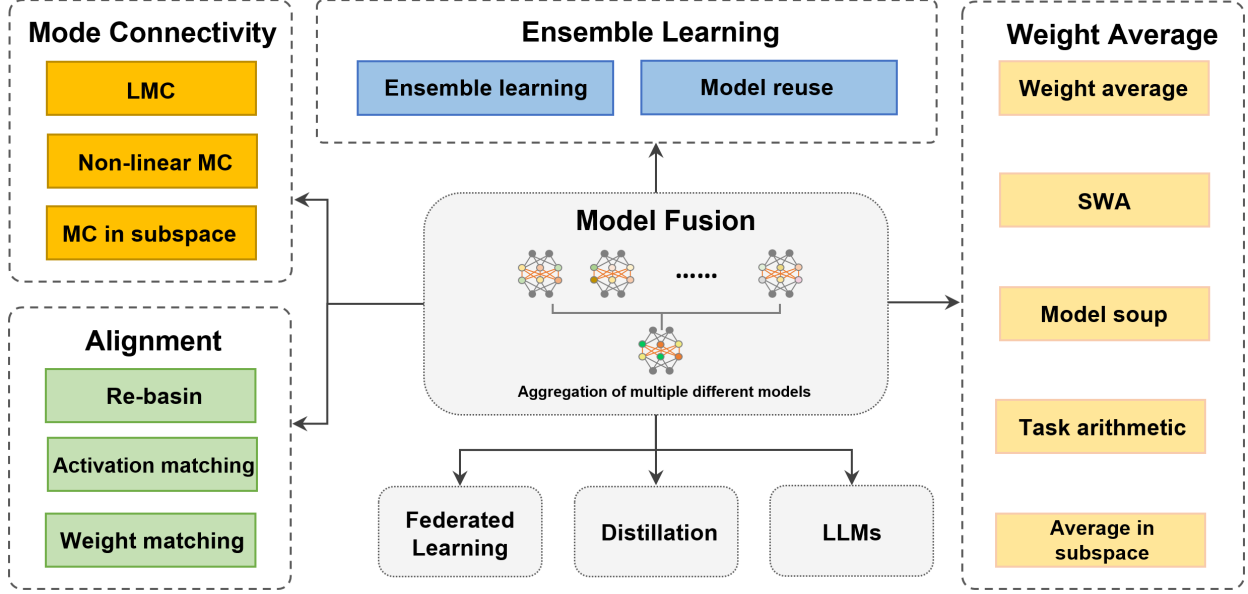 Mode Connectivity
LMC
Non-linear MC
MC in subspace
Alignment
Re-basin
Activation matching
Weight matching
Ensemble Learning
Ensemble learning
Model reuse
Model Fusion
......
Aggregation of multiple different models
Federated
Learning
Distillation
LLMs
Weight Average
Weight average
SWA
Model soup
Task arithmetic
Average in
subspace